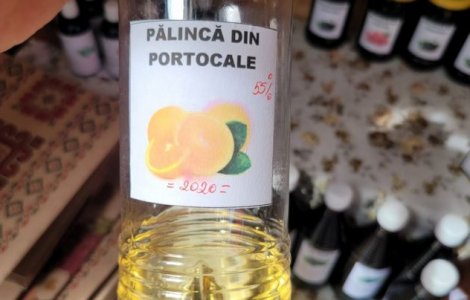 PĂLINCĂ DIN
PORTOCALE
55%
= 2020 =